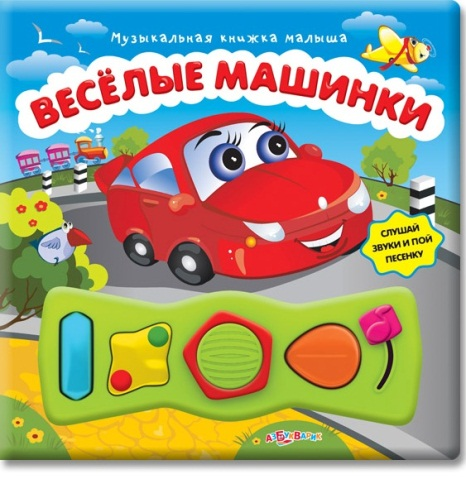 Музыкальная книжка малыша
ВЕСЁЛЫЕ МАШИНКИ
СЛУШАЙ
ЗВУКИ И ПОЙ
ПЕСЕНКУ
АЗБУКВАРИК